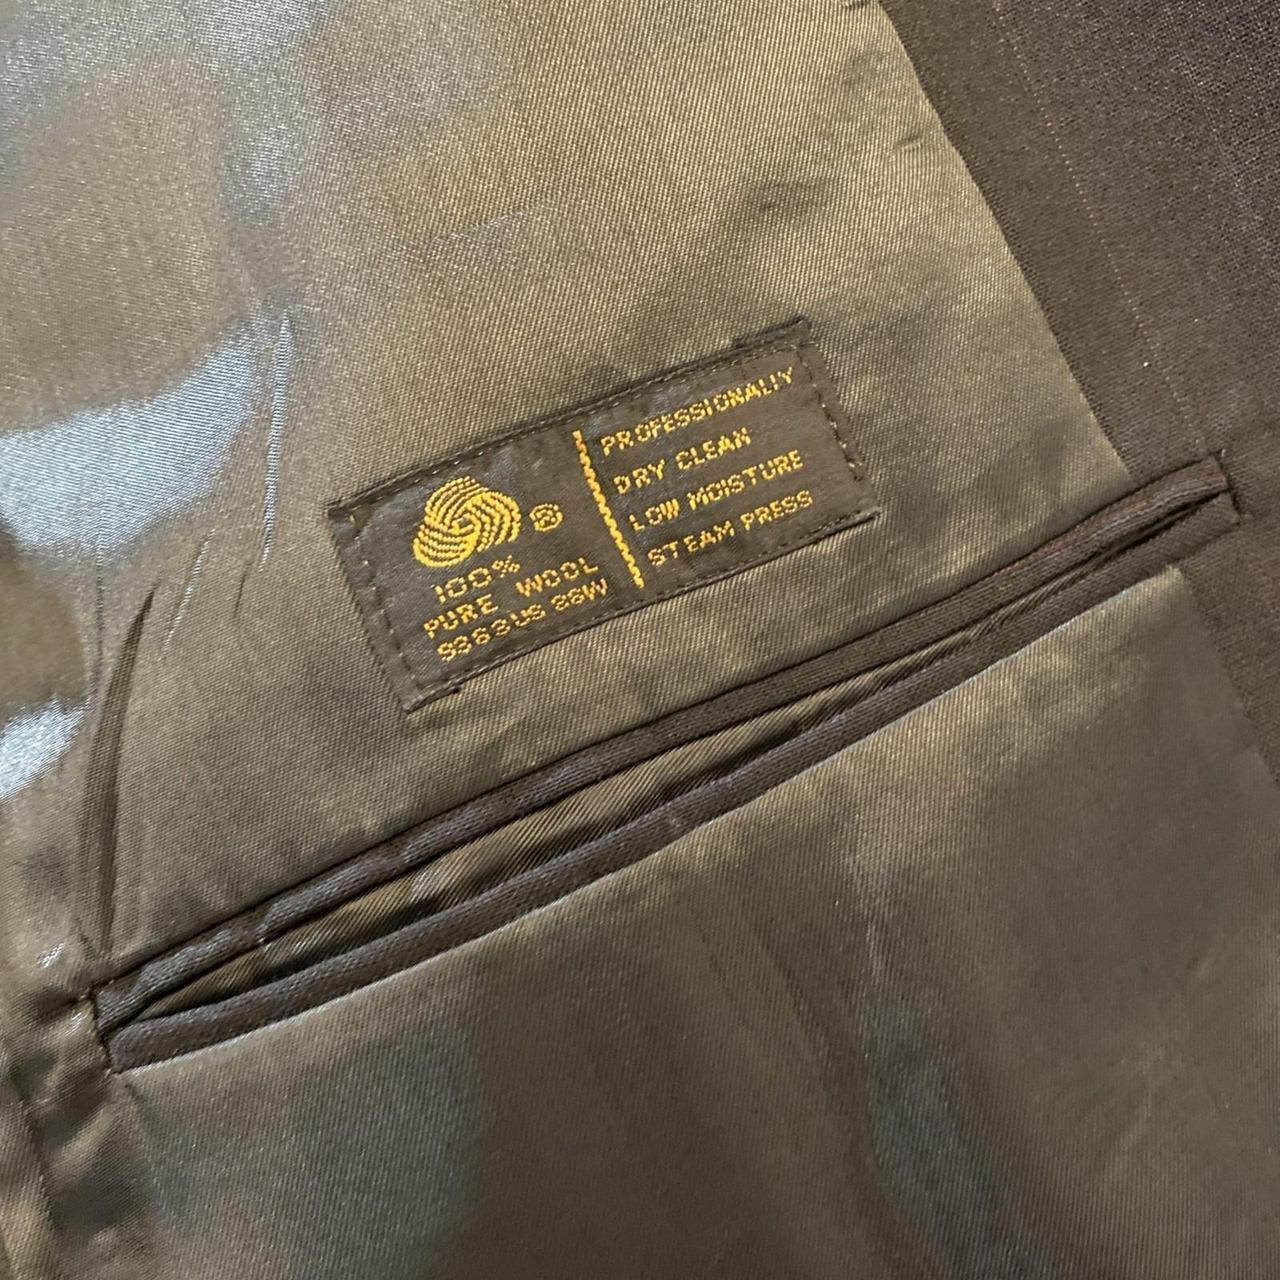 ®
100%
PURE WOOL
PROFESSIONALLY
DRY CLEAN
LOW MOISTURE
STEAM PRESS